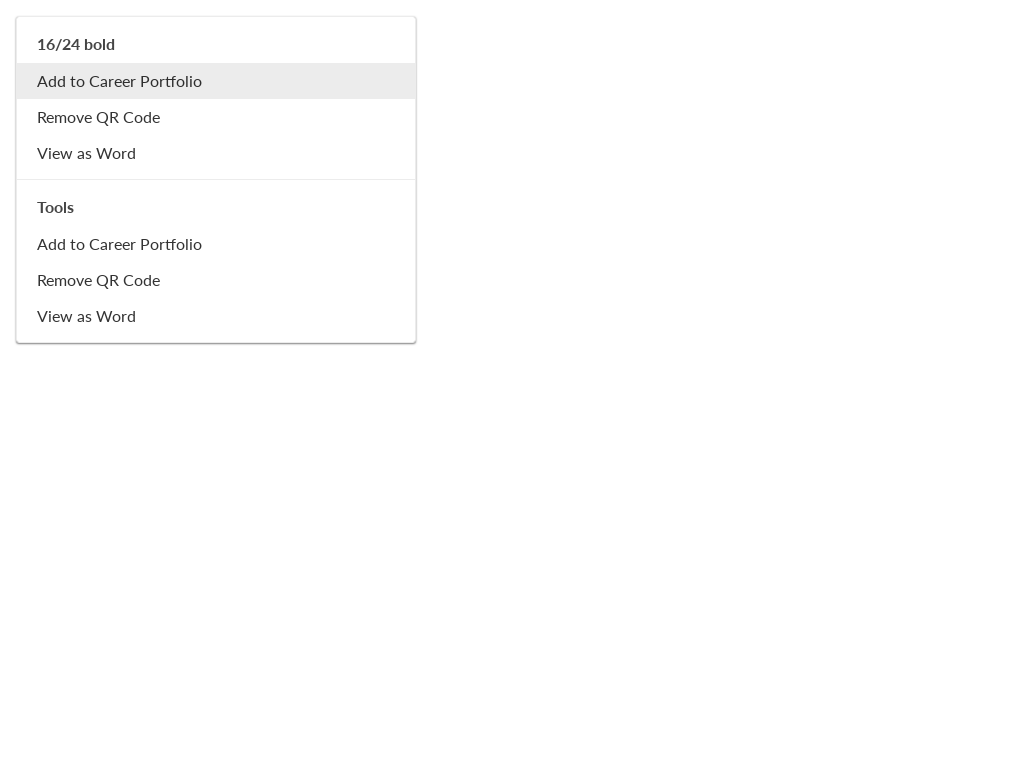 16/24 bold
Add to Career Portfolio
Remove QR Code
View as Word
Tools
Add to Career Portfolio
Remove QR Code
View as Word